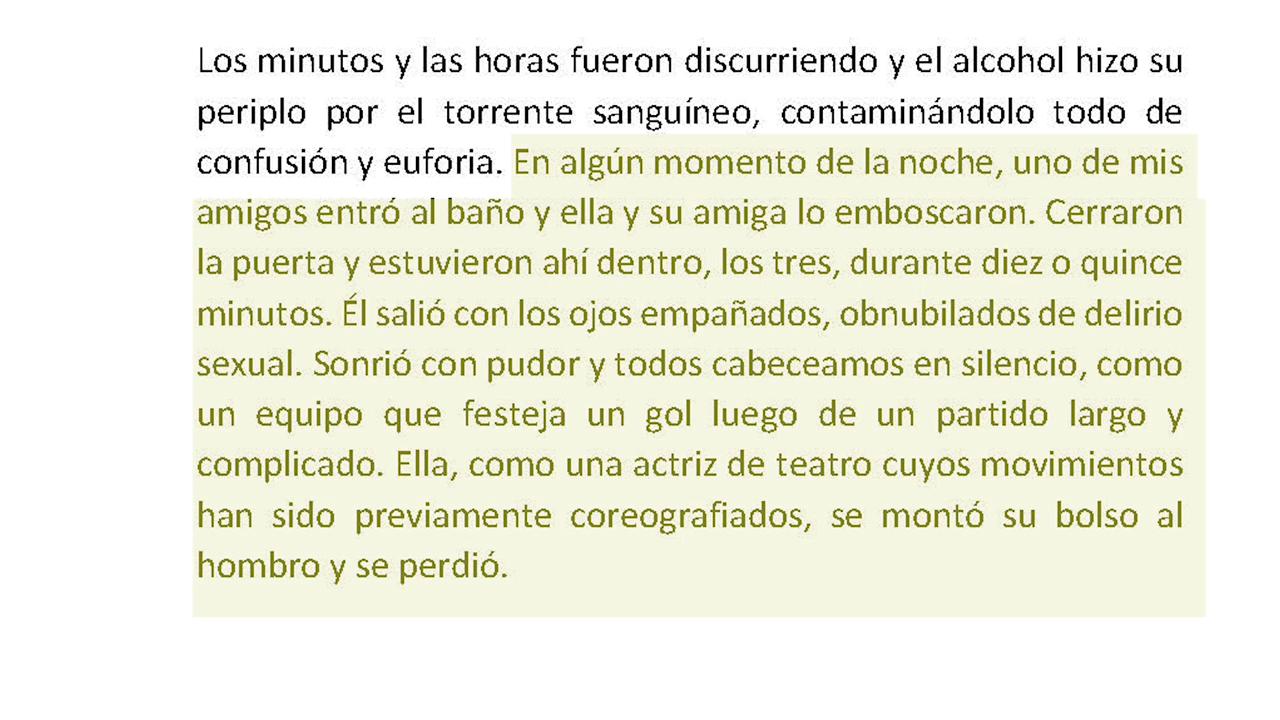 Los minutos y las horas fueron discurriendo y el alcohol hizo su
periplo por el torrente sanguíneo, contaminándolo todo de
confusión y euforia. En algún momento de la noche, uno de mis
amigos entró al baño y ella y su amiga lo emboscaron. Cerraron
la puerta y estuvieron ahí dentro, los tres, durante diez o quince
minutos. Él salió con los ojos empañados, obnubilados de delirio
sexual. Sonrió con pudor y todos cabeceamos en silencio, como
un equipo que festeja un gol luego de un partido largo y
complicado. Ella, como una actriz de teatro cuyos movimientos
han sido previamente coreografiados, se montó su bolso al
hombro y se perdió.